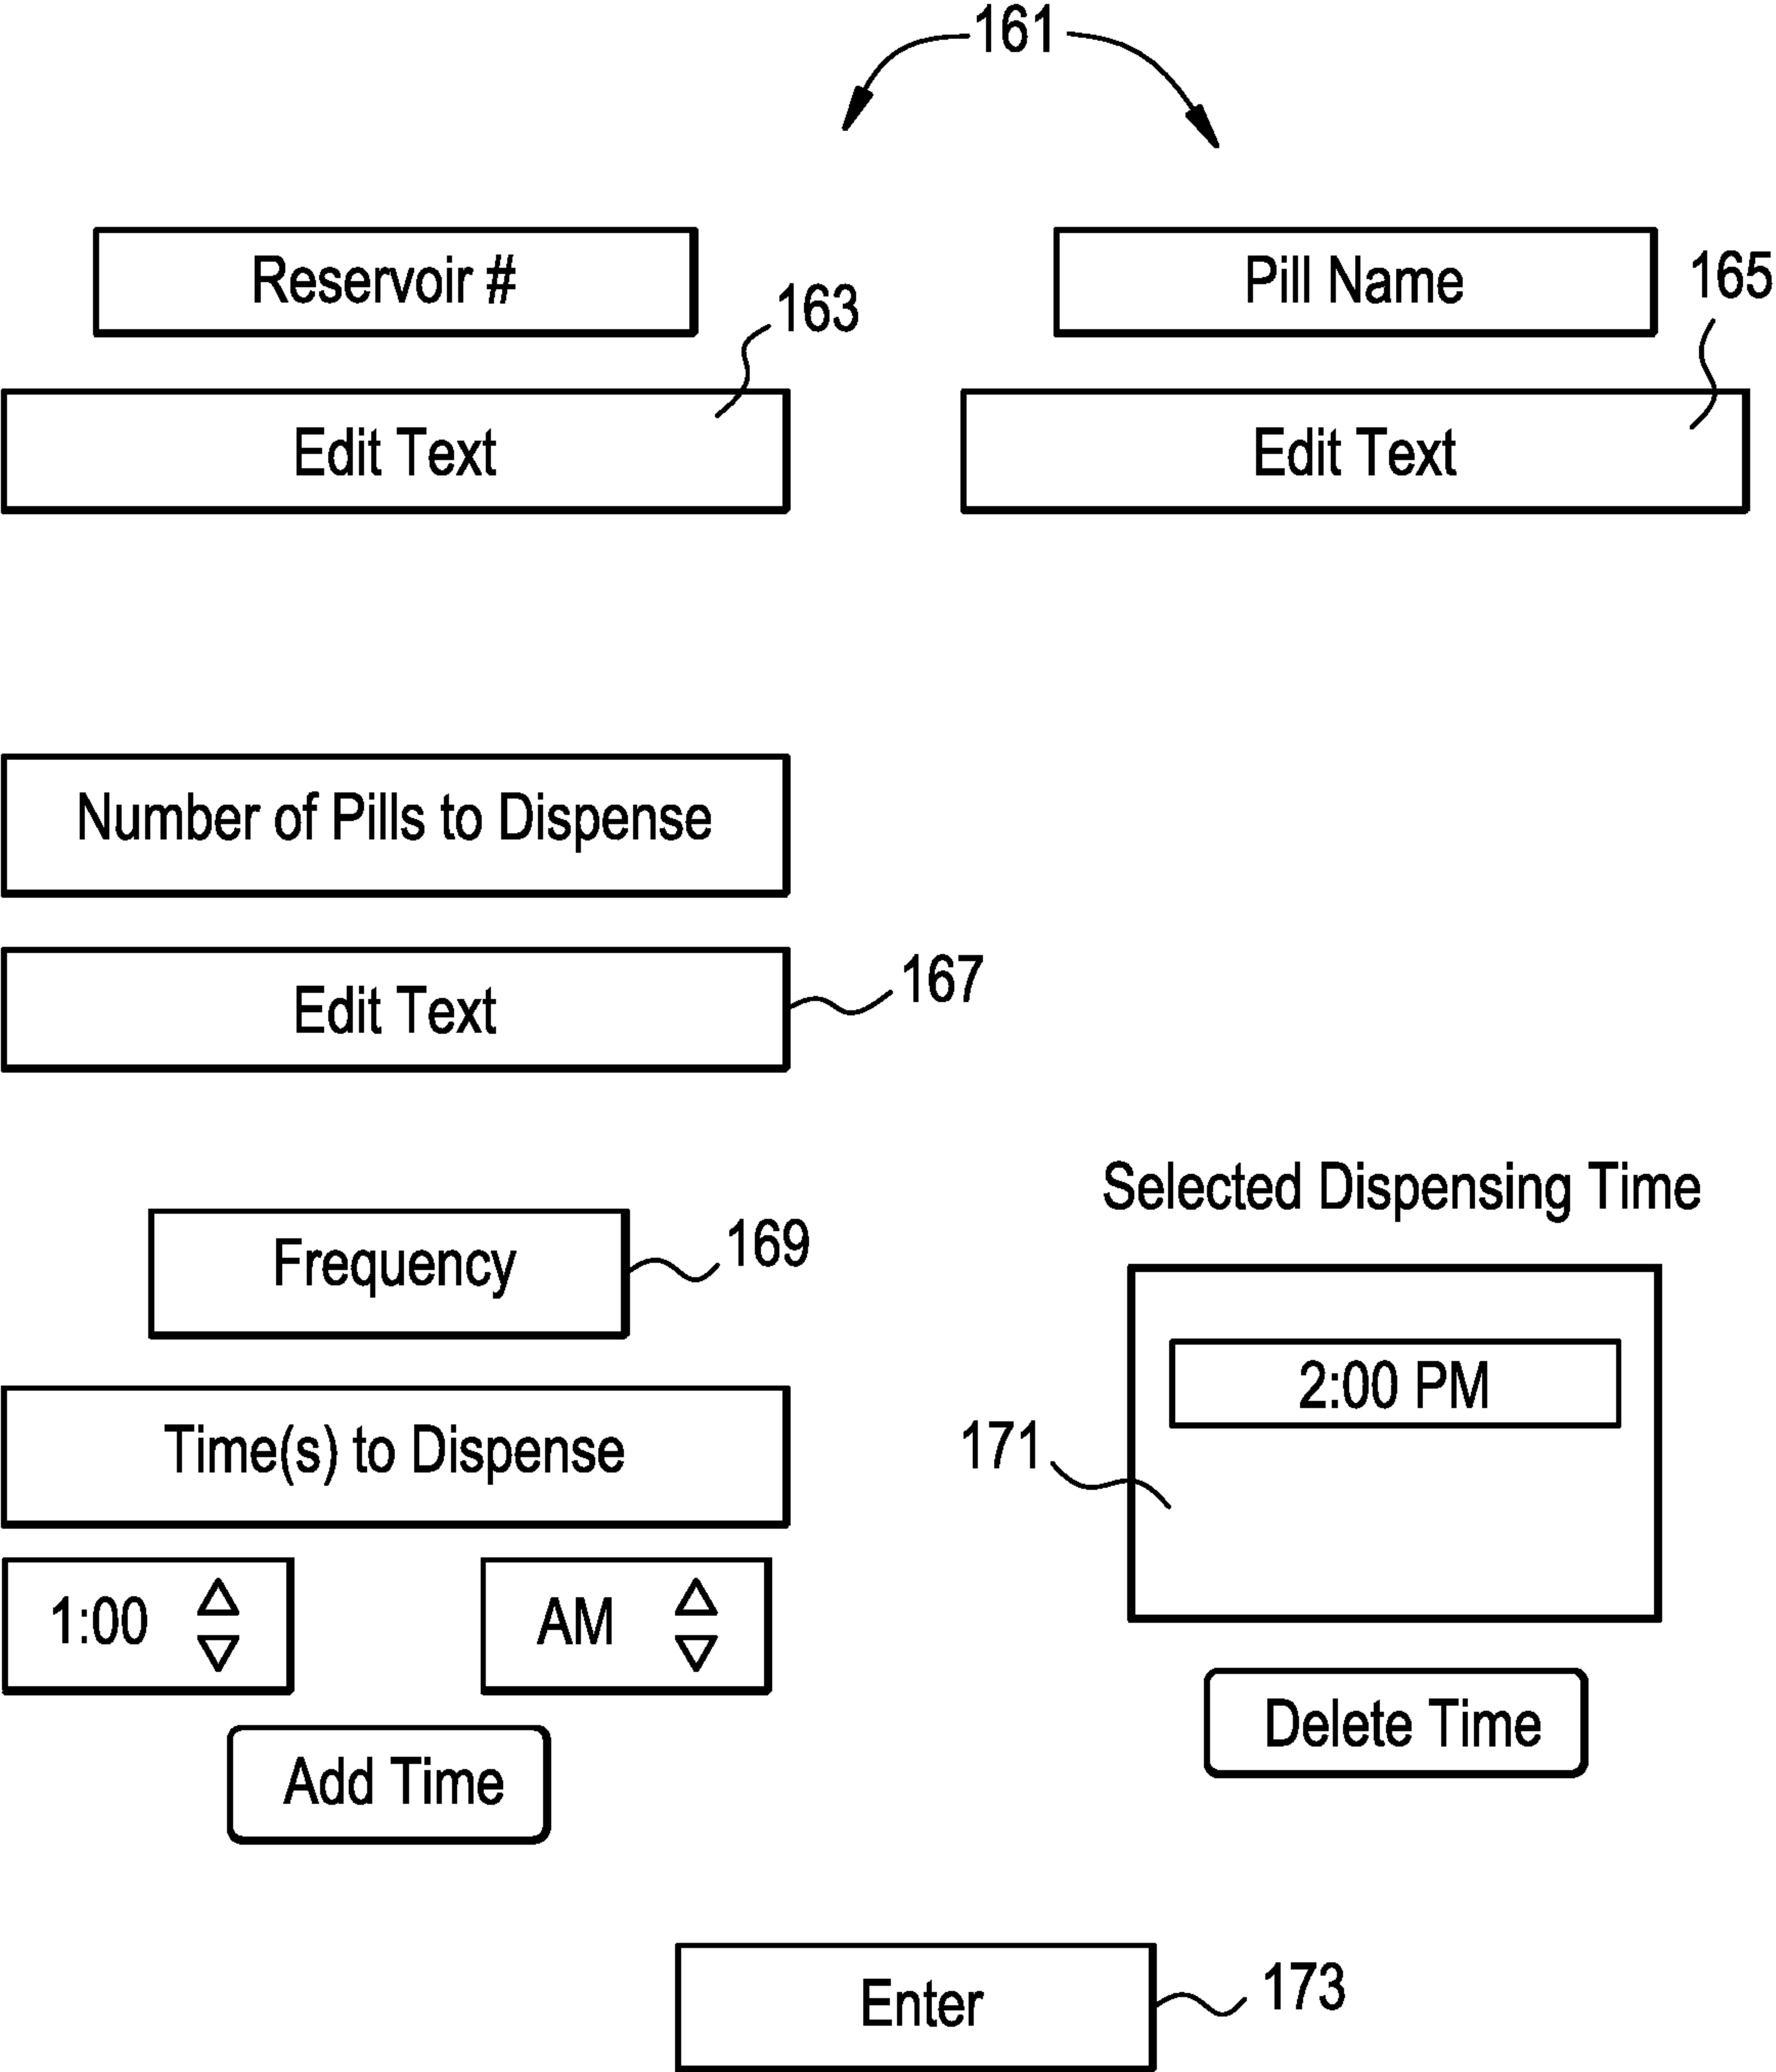 161
Reservoir #
Pill Name
163
165
Edit Text
Edit Text
Number of Pills to Dispense
Edit Text
167
Selected Dispensing Time
Frequency
169
2:00 PM
Time(s) to Dispense
171
1:00
AM
Delete Time
Add Time
Enter
173